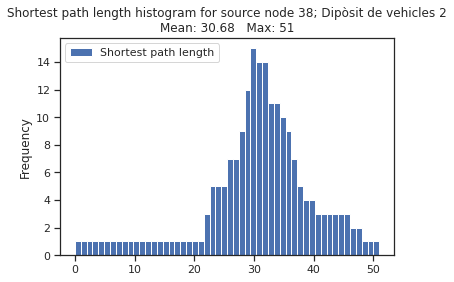 Shortest path length histogram for source node 38; Dipòsit de vehicles 2
Mean: 30.68   Max: 51
Shortest path length
Frequency
14
12
10
8
6
4
2
0
0 10 20 30 40 50